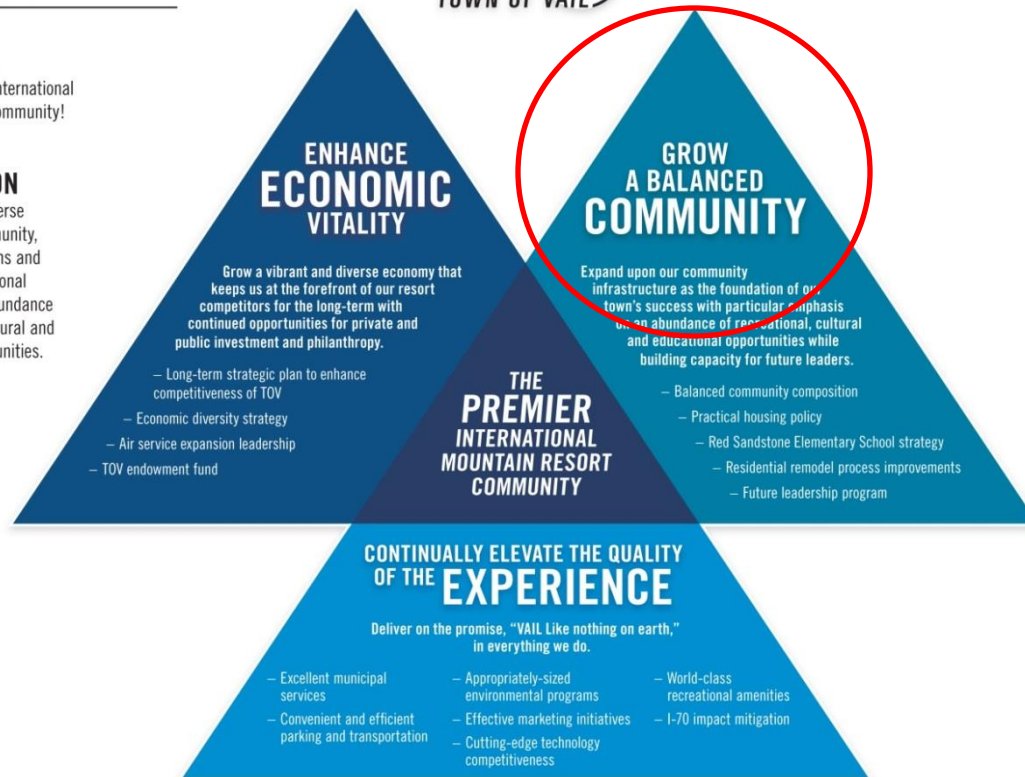 TOWN OF VAIL>
nternational
ommunity!
ON
erse
unity,
ns and
onal
undance
ural and
unities.
ENHANCE
ECONOMIC
VITALITY
Grow a vibrant and diverse economy that
keeps us at the forefront of our resort
competitors for the long-term with
continued opportunities for private and
public investment and philanthropy.
– Long-term strategic plan to enhance
competitiveness of TOV
– Economic diversity strategy
– Air service expansion leadership
– TOV endowment fund
GROW
A BALANCED
COMMUNITY
Expand upon our community
infrastructure as the foundation of our
town's success with particular emphasis
on an abundance of recreational, cultural
and educational opportunities while
building capacity for future leaders.
– Balanced community composition
– Practical housing policy
– Red Sandstone Elementary School strategy
– Residential remodel process improvements
– Future leadership program
THE
PREMIER
INTERNATIONAL
MOUNTAIN RESORT
COMMUNITY
CONTINUALLY ELEVATE THE QUALITY
OF THE EXPERIENCE
Deliver on the promise, "VAIL Like nothing on earth,"
in everything we do.
– Excellent municipal
services
– Convenient and efficient
parking and transportation
– Appropriately-sized
environmental programs
– Effective marketing initiatives
– Cutting-edge technology
competitiveness
– World-class
recreational amenities
– I-70 impact mitigation